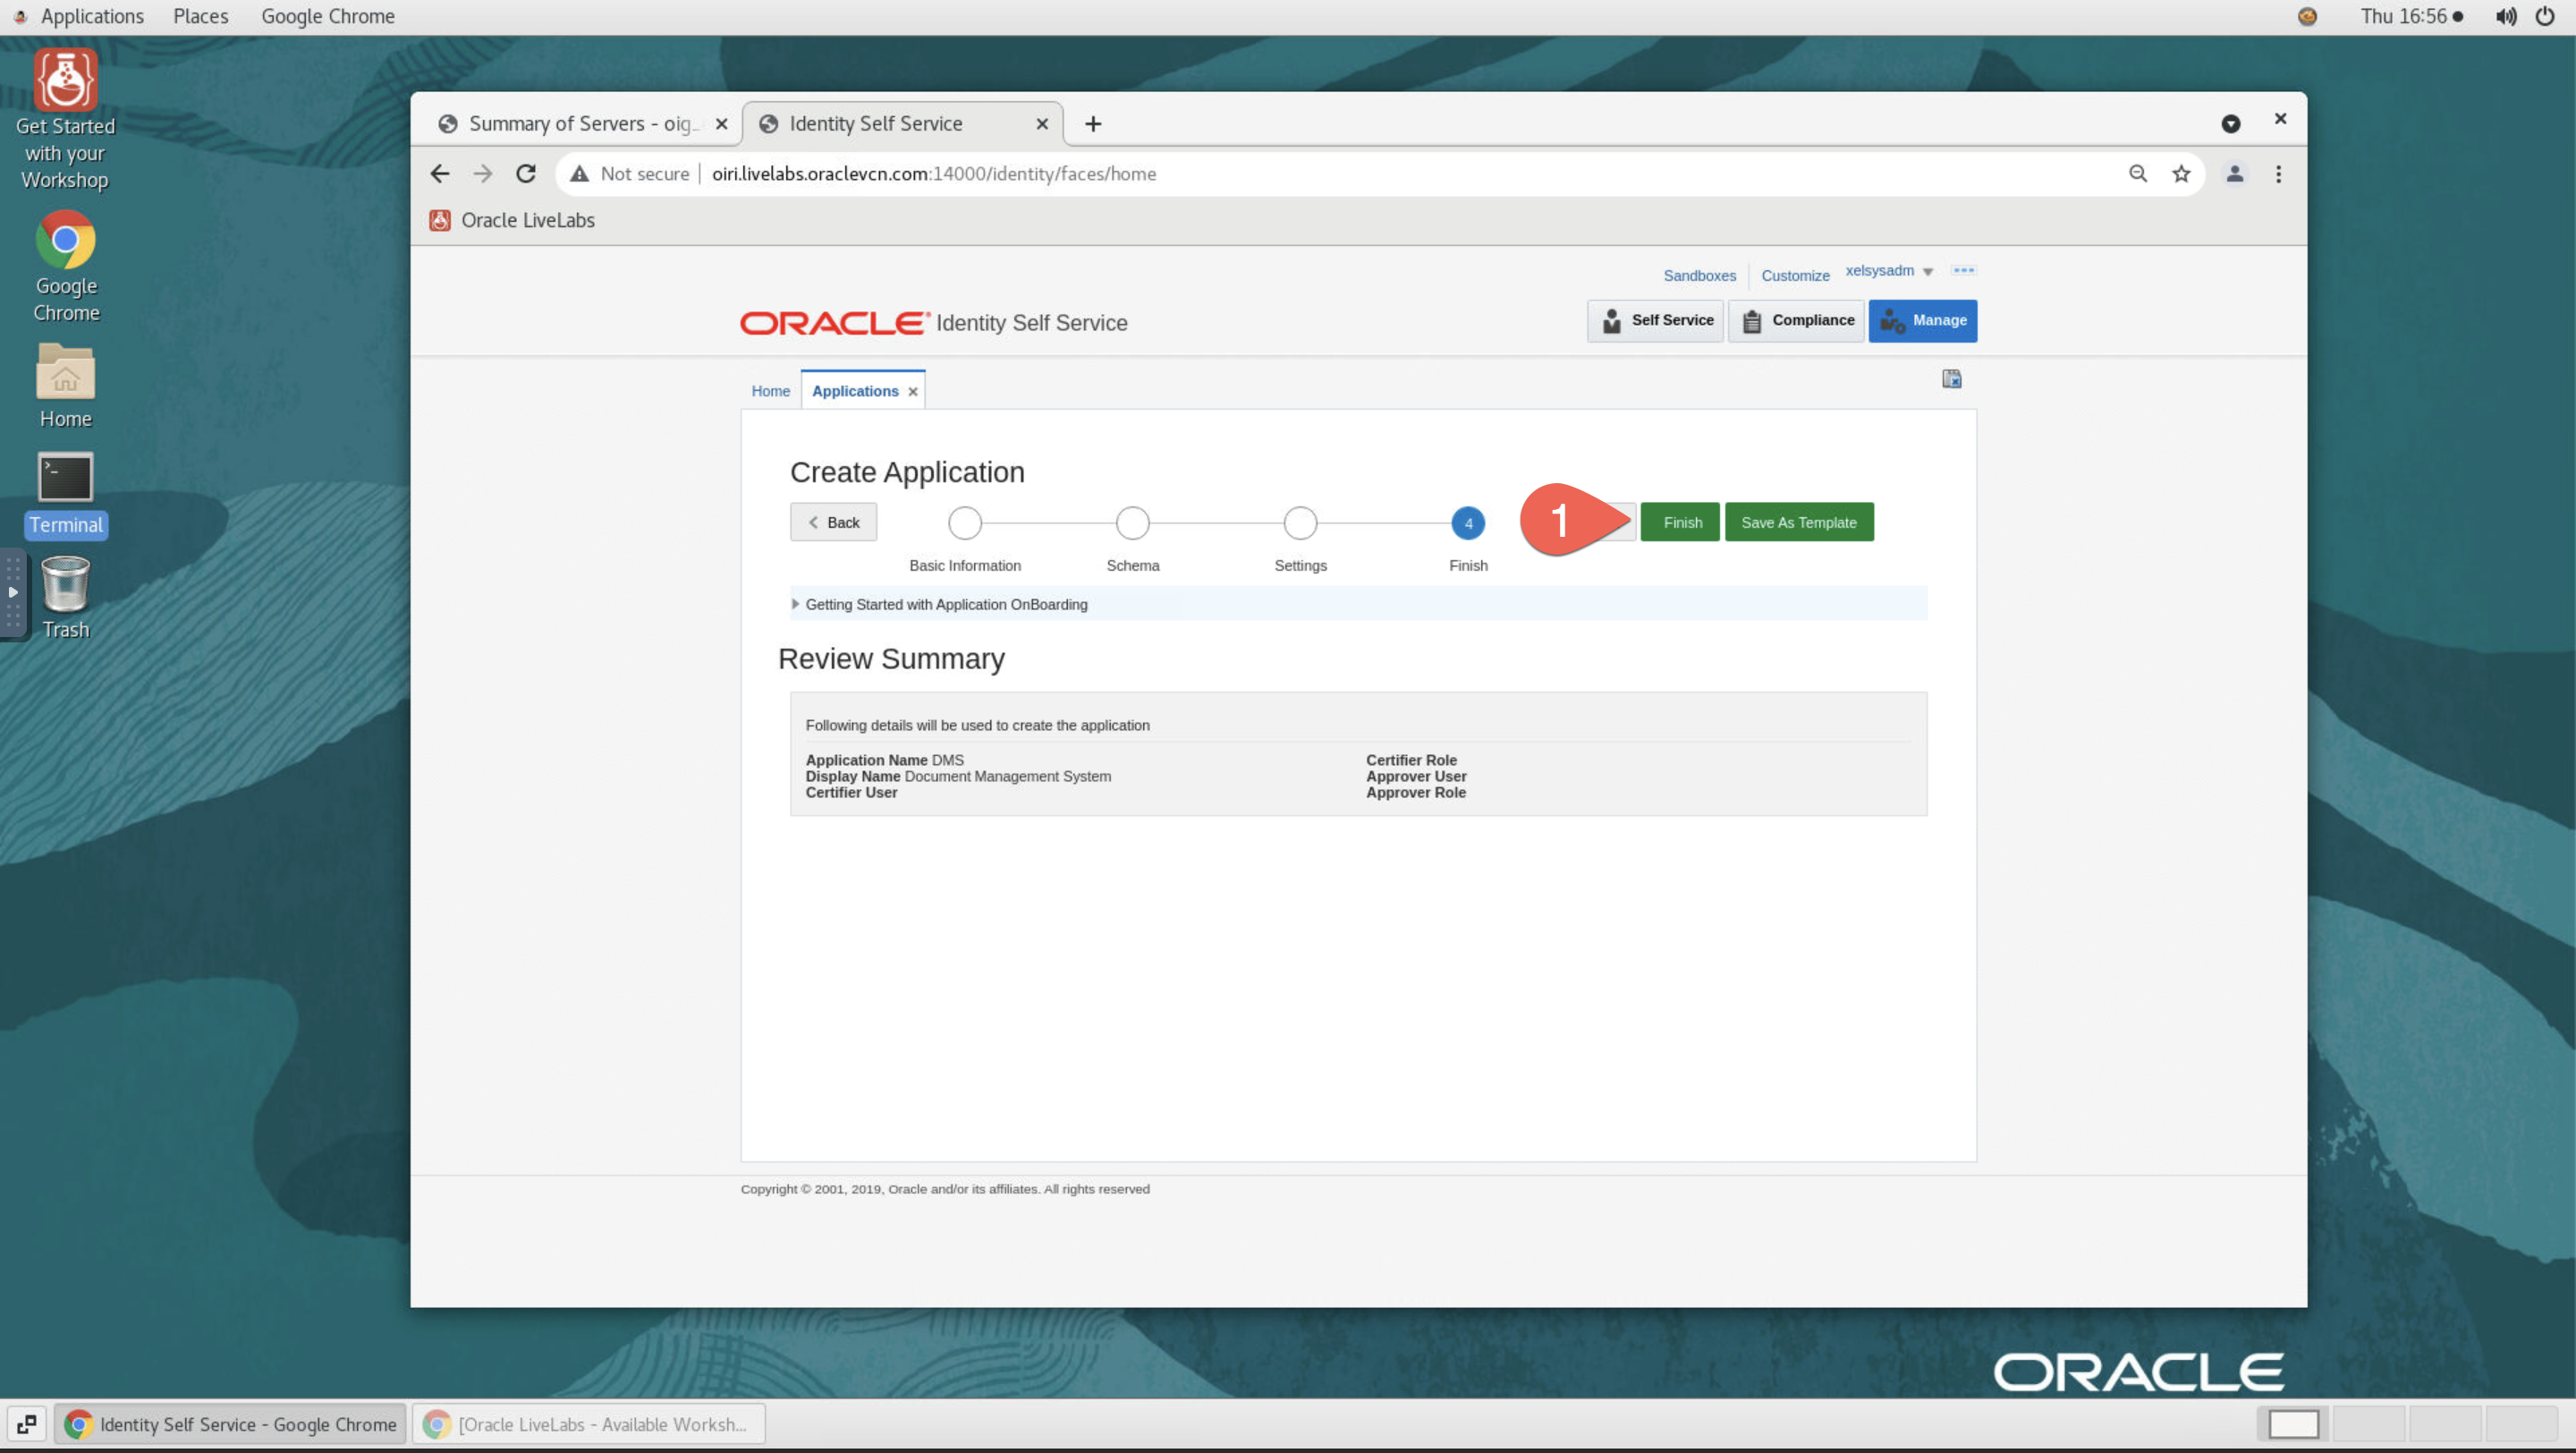 Applications Places Google Chrome Thu 16:56
Get Started
with your
Workshop
Google
Chrome
Home
Terminal
Trash
Summary of Servers - oig_
Identity Self Service
Not secure oiri.livelabs.oraclevcn.com:14000/identity/faces/home
Oracle LiveLabs
Sandboxes Customize xelsysadm
ORACLE Identity Self Service
Self Service Compliance Manage
Home Applications
Create Application
Back 4 1 Finish Save As Template
Basic Information Schema Settings Finish
Getting Started with Application OnBoarding
Review Summary
Following details will be used to create the application
Application Name DMS Certifier Role
Display Name Document Management System Approver User
Certifier User Approver Role
Copyright © 2001, 2019, Oracle and/or its affiliates. All rights reserved
ORACLE
Identity Self Service - Google Chrome [Oracle LiveLabs - Available Worksh...